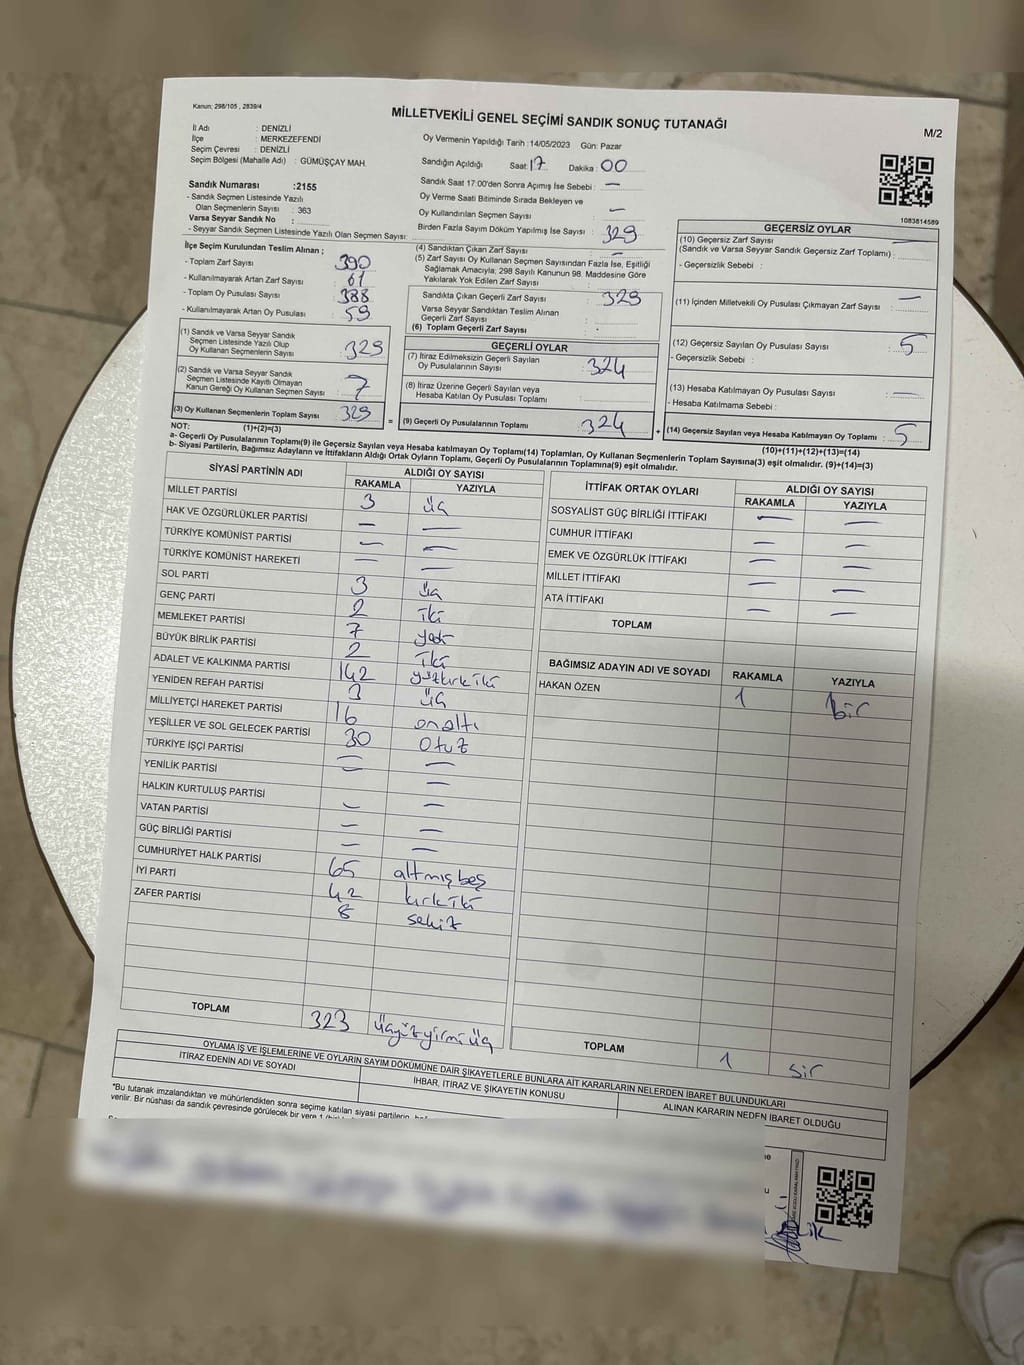 Kanun; 298/105 , 2839/4
MİLLETVEKİLİ GENEL SEÇİMİ SANDIK SONUÇ TUTANAĞI
M/2
İl Adı : DENİZLİ
İlçe : MERKEZEFENDİ
Seçim Çevresi : DENİZLİ
Seçim Bölgesi (Mahalle Adı) : GÜMÜŞÇAY MAH.
Oy Vermenin Yapıldığı Tarih : 14/05/2023 Gün: Pazar
Sandığın Açıldığı Saat: 17 Dakika : 00
Sandık Saat 17:00'den Sonra Açımış İse Sebebi : —
Oy Verme Saati Bitiminde Sırada Bekleyen ve
Oy Kullandırılan Seçmen Sayısı : —
Birden Fazla Sayım Döküm Yapılmış İse Sayısı : 329
1083814589
Sandık Numarası :2155
- Sandık Seçmen Listesinde Yazılı
Olan Seçmenlerin Sayısı : 363
Varsa Seyyar Sandık No :
- Seyyar Sandık Seçmen Listesinde Yazılı Olan Seçmen Sayısı:
İlçe Seçim Kurulundan Teslim Alınan ;
- Toplam Zarf Sayısı : 390
- Kullanılmayarak Artan Zarf Sayısı : 61
- Toplam Oy Pusulası Sayısı : 388
- Kullanılmayarak Artan Oy Pusulası : 59
(1) Sandık ve Varsa Seyyar Sandık
Seçmen Listesinde Yazılı Olup
Oy Kullanan Seçmenlerin Sayısı : 329
(2) Sandık ve Varsa Seyyar Sandık
Seçmen Listesinde Kayıtlı Olmayan
Kanun Gereği Oy Kullanan Seçmen Sayısı : 7
(3) Oy Kullanan Seçmenlerin Toplam Sayısı 329
(1)+(2)=(3)
(4) Sandıktan Çıkan Zarf Sayısı : —
(5) Zarf Sayısı Oy Kullanan Seçmen Sayısından Fazla İse, Eşitliği
Sağlamak Amacıyla; 298 Sayılı Kanunun 98. Maddesine Göre
Yakılarak Yok Edilen Zarf Sayısı :
Sandıkta Çıkan Geçerli Zarf Sayısı : 329
Varsa Seyyar Sandıktan Teslim Alınan
Geçerli Zarf Sayısı :
(6) Toplam Geçerli Zarf Sayısı :
GEÇERLİ OYLAR
(7) İtiraz Edilmeksizin Geçerli Sayılan
Oy Pusulalarının Sayısı : 324
(8) İtiraz Üzerine Geçerli Sayılan veya
Hesaba Katılan Oy Pusulası Toplamı :
= (9) Geçerli Oy Pusulalarının Toplamı : 324
GEÇERSİZ OYLAR
(10) Geçersiz Zarf Sayısı —
(Sandık ve Varsa Seyyar Sandık Geçersiz Zarf Toplamı) :
- Geçersizlik Sebebi :
(11) İçinden Milletvekili Oy Pusulası Çıkmayan Zarf Sayısı : —
(12) Geçersiz Sayılan Oy Pusulası Sayısı : 5
- Geçersizlik Sebebi :
(13) Hesaba Katılmayan Oy Pusulası Sayısı : —
- Hesaba Katılmama Sebebi :
+ (14) Geçersiz Sayılan veya Hesaba Katılmayan Oy Toplamı : 5
(10)+(11)+(12)+(13)=(14)
NOT:
a- Geçerli Oy Pusulalarının Toplamı(9) ile Geçersiz Sayılan veya Hesaba katılmayan Oy Toplamı(14) Toplamları, Oy Kullanan Seçmenlerin Toplam Sayısına(3) eşit olmalıdır. (9)+(14)=(3)
b- Siyasi Partilerin, Bağımsız Adayların ve İttifakların Aldığı Ortak Oyların Toplamı, Geçerli Oy Pusulalarının Toplamına(9) eşit olmalıdır.
SİYASİ PARTİNİN ADI ALDIĞI OY SAYISI
RAKAMLA YAZIYLA
MİLLET PARTİSİ 3 üç
HAK VE ÖZGÜRLÜKLER PARTİSİ — —
TÜRKİYE KOMÜNİST PARTİSİ — —
TÜRKİYE KOMÜNİST HAREKETİ — —
SOL PARTİ 3 üç
GENÇ PARTİ 2 iki
MEMLEKET PARTİSİ 7 yedi
BÜYÜK BİRLİK PARTİSİ 2 iki
ADALET VE KALKINMA PARTİSİ 142 yüzkırkiki
YENİDEN REFAH PARTİSİ 3 üç
MİLLİYETÇİ HAREKET PARTİSİ 16 onaltı
YEŞİLLER VE SOL GELECEK PARTİSİ 30 otuz
TÜRKİYE İŞÇİ PARTİSİ — —
YENİLİK PARTİSİ — —
HALKIN KURTULUŞ PARTİSİ — —
VATAN PARTİSİ — —
GÜÇ BİRLİĞİ PARTİSİ — —
CUMHURİYET HALK PARTİSİ 65 altmışbeş
İYİ PARTİ 42 kırkiki
ZAFER PARTİSİ 8 sekiz
TOPLAM 323 üçyüzyirmiüç
İTTİFAK ORTAK OYLARI ALDIĞI OY SAYISI
RAKAMLA YAZIYLA
SOSYALİST GÜÇ BİRLİĞİ İTTİFAKI — —
CUMHUR İTTİFAKI — —
EMEK VE ÖZGÜRLÜK İTTİFAKI — —
MİLLET İTTİFAKI — —
ATA İTTİFAKI — —
TOPLAM
BAĞIMSIZ ADAYIN ADI VE SOYADI RAKAMLA YAZIYLA
HAKAN ÖZEN 1 bir
TOPLAM 1 bir
OYLAMA İŞ VE İŞLEMLERİNE VE OYLARIN SAYIM DÖKÜMÜNE DAİR ŞİKAYETLERLE BUNLARA AİT KARARLARIN NELERDEN İBARET BULUNDUKLARI
İTİRAZ EDENİN ADI VE SOYADI İHBAR, İTİRAZ VE ŞİKAYETİN KONUSU ALINAN KARARIN NEDEN İBARET OLDUĞU
"Bu tutanak imzalandıktan ve mühürlendikten sonra seçime katılan siyasi partilerin,
verilir. Bir nüshası da sandık çevresinde görülecek bir yere